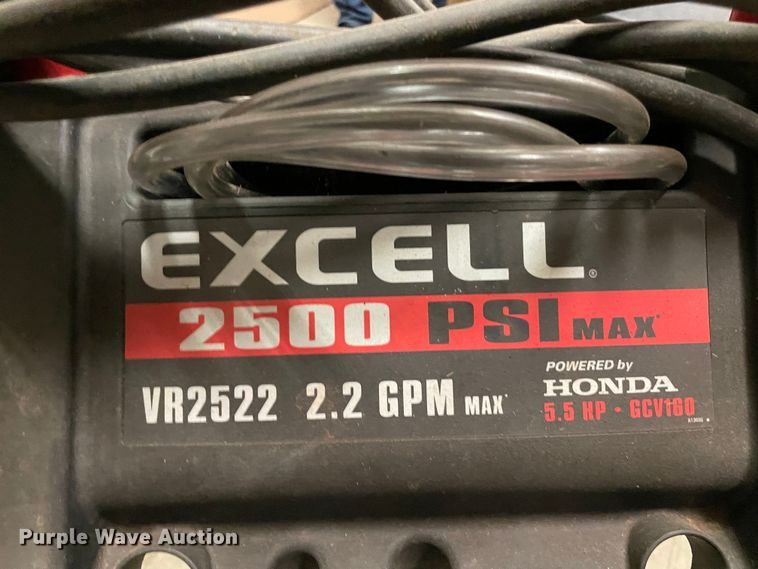 EXCELL®
2500 PSI MAX*
VR2522 2.2 GPM MAX*
POWERED by
HONDA
5.5 HP • GCV160
Purple Wave Auction